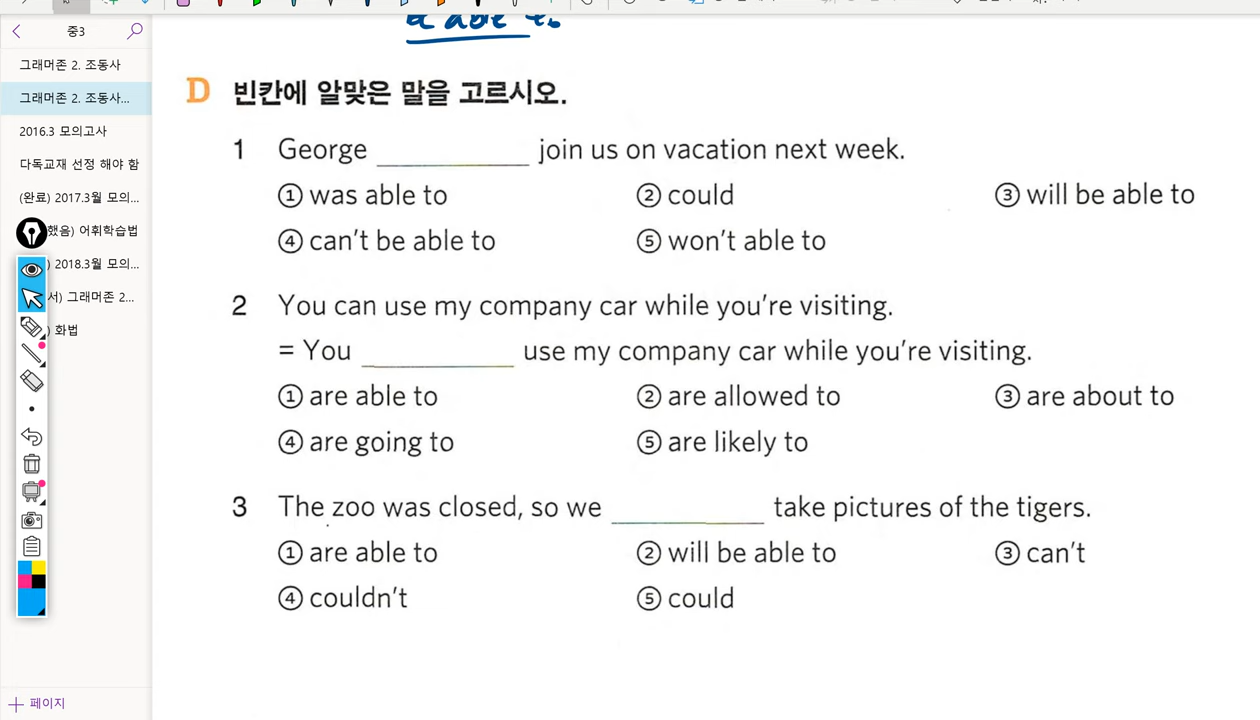 중3
그래머존 2. 조동사
그래머존 2. 조동사...
2016.3 모의고사
다독교재 선정 해야 함
(완료) 2017.3월 모의...
했음) 어휘학습법
) 2018.3월 모의...
서) 그래머존 2...
) 화법
페이지
D 빈칸에 알맞은 말을 고르시오.
1 George __________ join us on vacation next week.
① was able to ② could ③ will be able to
④ can't be able to ⑤ won't able to
2 You can use my company car while you're visiting.
= You __________ use my company car while you're visiting.
① are able to ② are allowed to ③ are about to
④ are going to ⑤ are likely to
3 The zoo was closed, so we __________ take pictures of the tigers.
① are able to ② will be able to ③ can't
④ couldn't ⑤ could